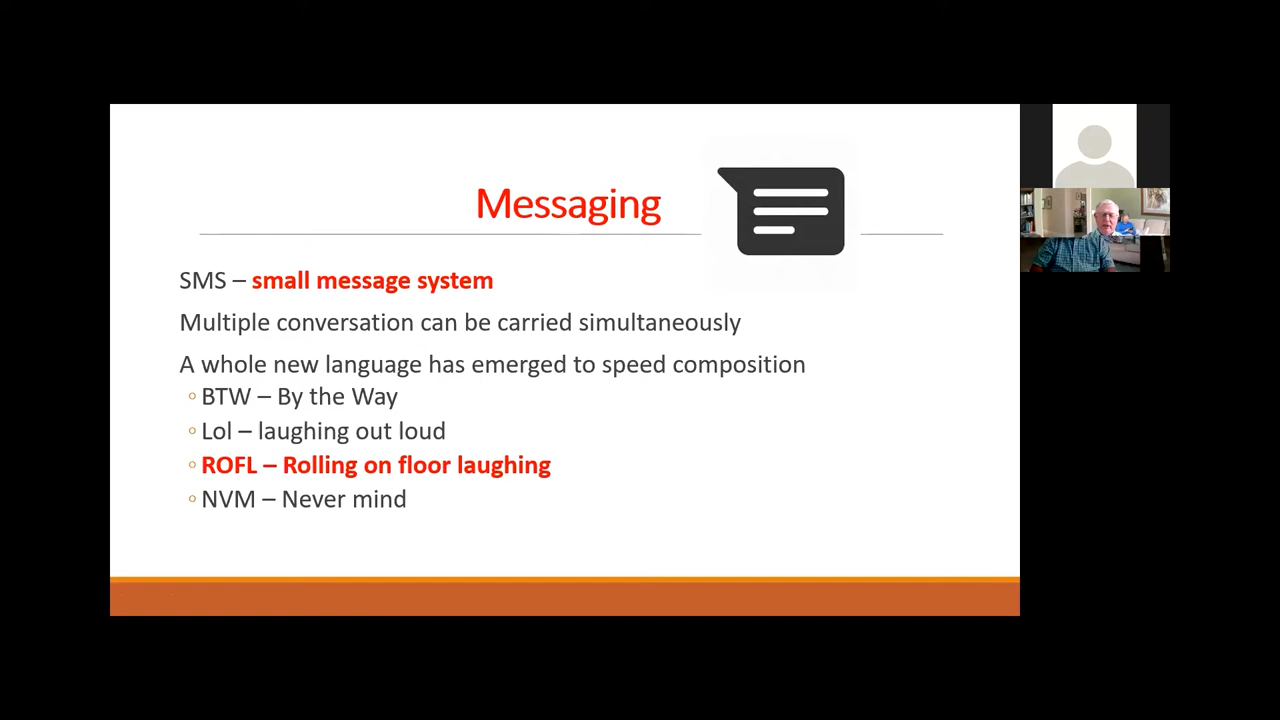 Messaging
SMS – small message system
Multiple conversation can be carried simultaneously
A whole new language has emerged to speed composition
◦ BTW – By the Way
◦ Lol – laughing out loud
◦ ROFL – Rolling on floor laughing
◦ NVM – Never mind